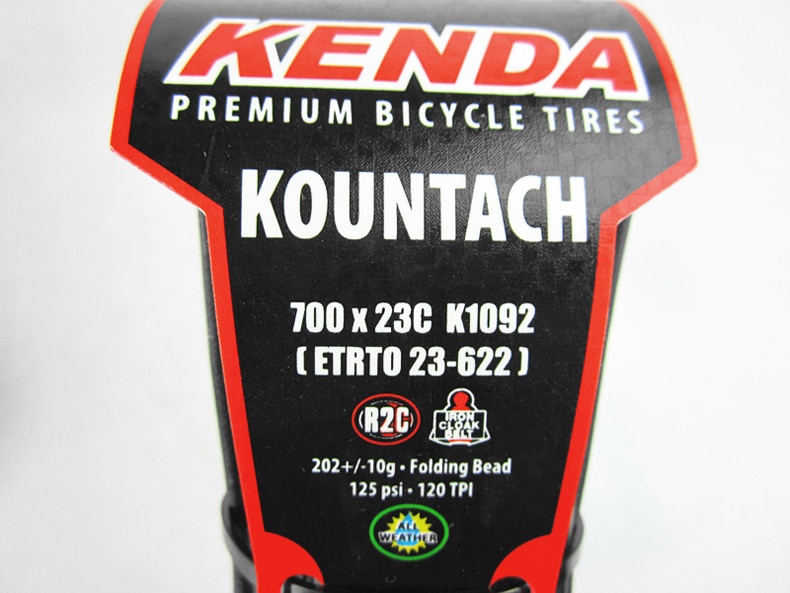 KENDA
PREMIUM BICYCLE TIRES
KOUNTACH
700 x 23C K1092
( ETRTO 23-622 )
R2C
IRON
CLOAK
BELT
202+/-10g • Folding Bead
125 psi • 120 TPI
ALL
WEATHER